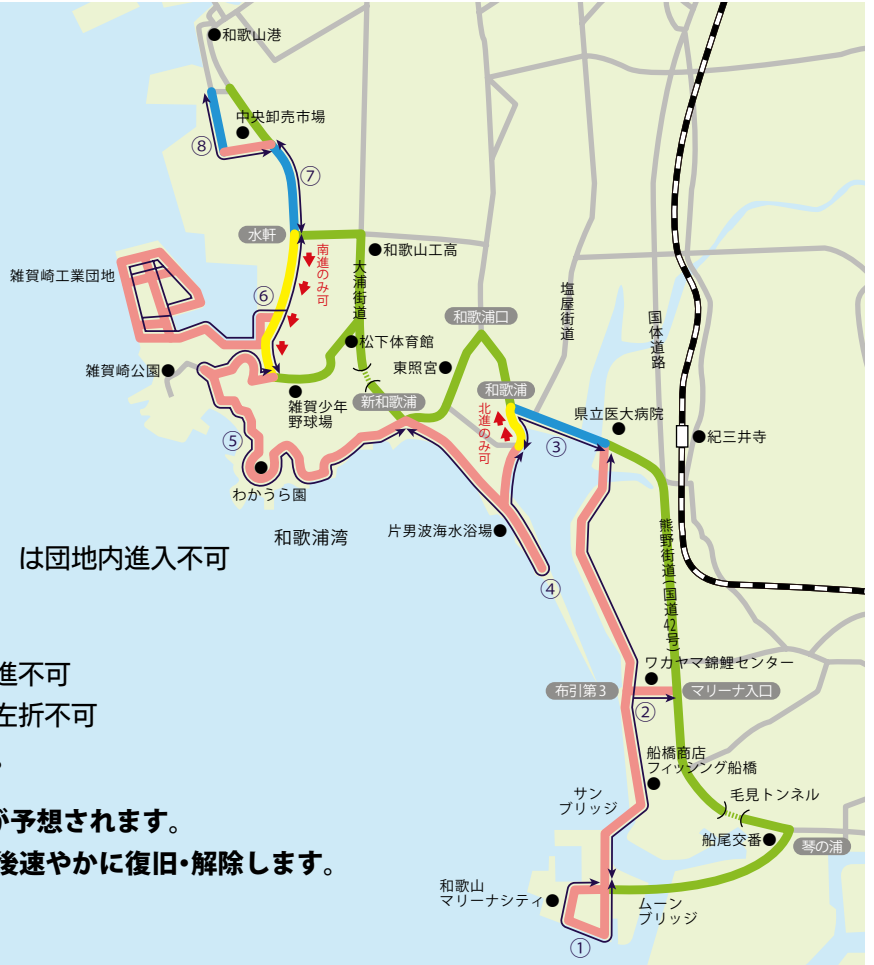 和歌山港
中央卸売市場
⑧
⑦
水軒
和歌山工高
南進のみ可
大浦街道
雑賀崎工業団地
⑥
塩屋街道
国体道路
和歌浦口
松下体育館
東照宮
雑賀崎公園
和歌浦
新和歌浦
雑賀少年
野球場
北進のみ可
県立医大病院
③
紀三井寺
⑤
わかうら園
和歌浦湾
片男波海水浴場
④
は団地内進入不可
熊野街道(国道42号)
進不可
左折不可
。
ワカヤマ錦鯉センター
布引第3
マリーナ入口
②
船橋商店
フィッシング船橋
サン
ブリッジ
毛見トンネル
船尾交番
琴の浦
が予想されます。
後速やかに復旧・解除します。
和歌山
マリーナシティ
ムーン
ブリッジ
①